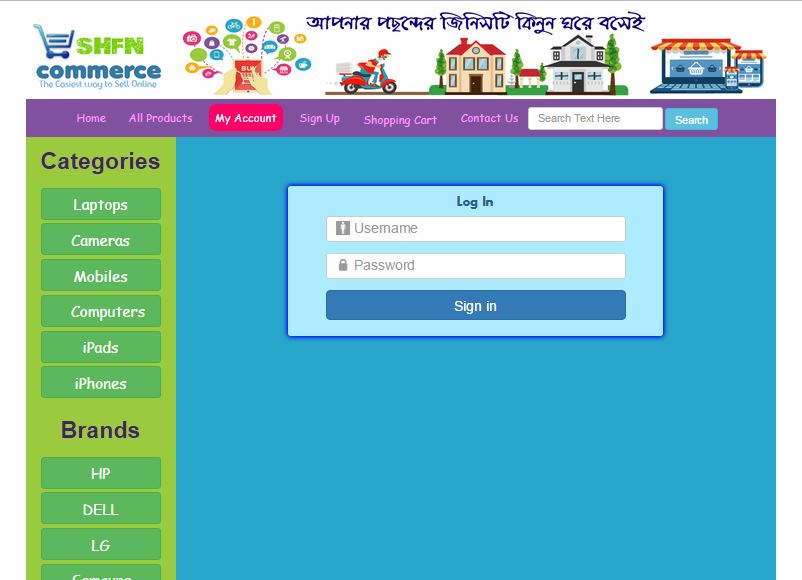 SHFN
commerce
The Easiest way to Sell Online
BUY
আপনার পছন্দের জিনিসটি কিনুন ঘরে বসেই
Home All Products My Account Sign Up Shopping Cart Contact Us Search Text Here Search
Categories
Laptops
Cameras
Mobiles
Computers
iPads
iPhones
Brands
HP
DELL
LG
Samsung
Log In
Username
Password
Sign in